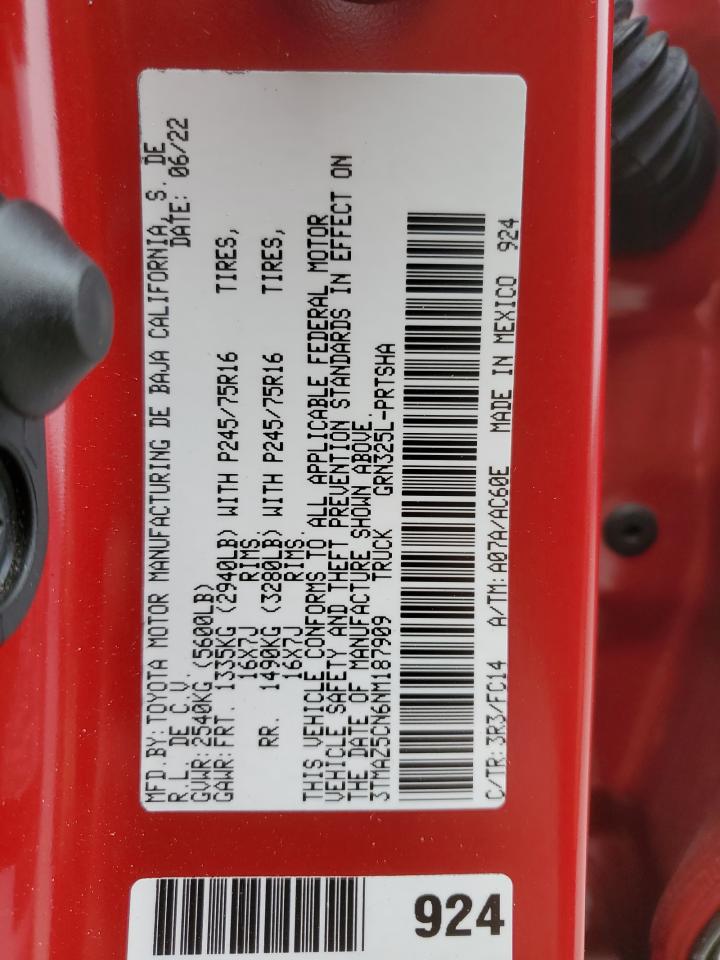 MFD.BY:TOYOTA MOTOR MANUFACTURING DE BAJA CALIFORNIA, S. DE
R.L. DE C.V. DATE: 06/22
GVWR:2540KG (5600LB)
GAWR:FRT. 1335KG (2940LB) WITH P245/75R16 TIRES,
16X7J RIMS
RR. 1490KG (3280LB) WITH P245/75R16 TIRES,
16X7J RIMS.
THIS VEHICLE CONFORMS TO ALL APPLICABLE FEDERAL MOTOR
VEHICLE SAFETY AND THEFT PREVENTION STANDARDS IN EFFECT ON
THE DATE OF MANUFACTURE SHOWN ABOVE.
3TMAZ5CN6NM187909 TRUCK GRN325L-PRTSHA
C/TR:3R3/FC14 A/TM:A07A/AC60E MADE IN MEXICO 924
924